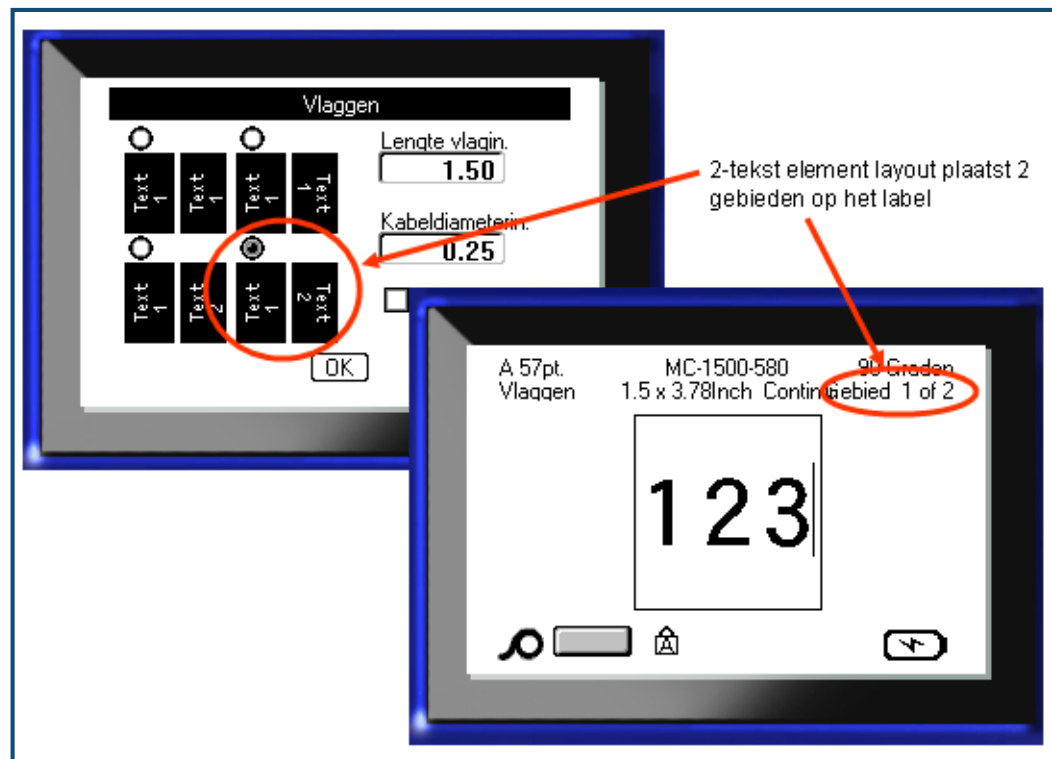 Vlaggen
Lengte vlagin.
Text 1 Text 1 Text 1 Text 1
1.50
Kabeldiameterin.
0.25
Text 1 Text 2 Text 1 Text 2
OK
2-tekst element layout plaatst 2
gebieden op het label
A 57pt. MC-1500-580 90 Graden
Vlaggen 1.5 x 3.78Inch Gebied 1 of 2
123
A